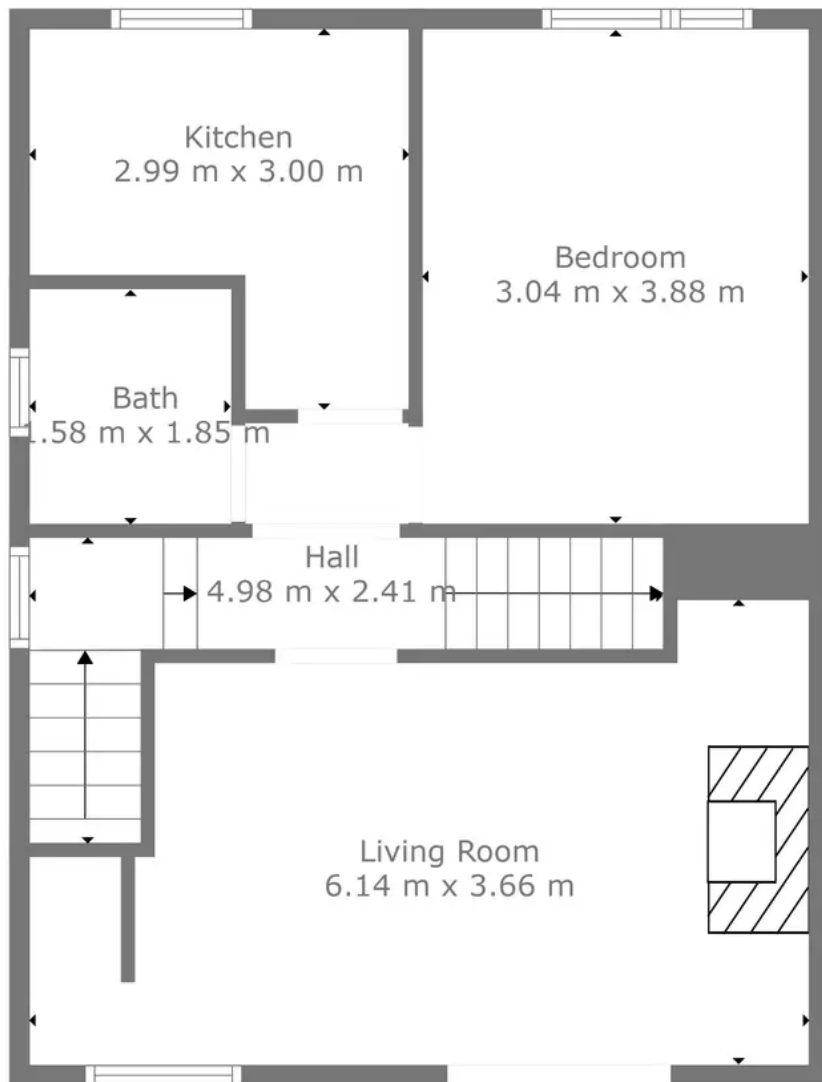 Kitchen
2.99 m x 3.00 m
Bedroom
3.04 m x 3.88 m
Bath
1.58 m x 1.85 m
Hall
4.98 m x 2.41 m
Living Room
6.14 m x 3.66 m